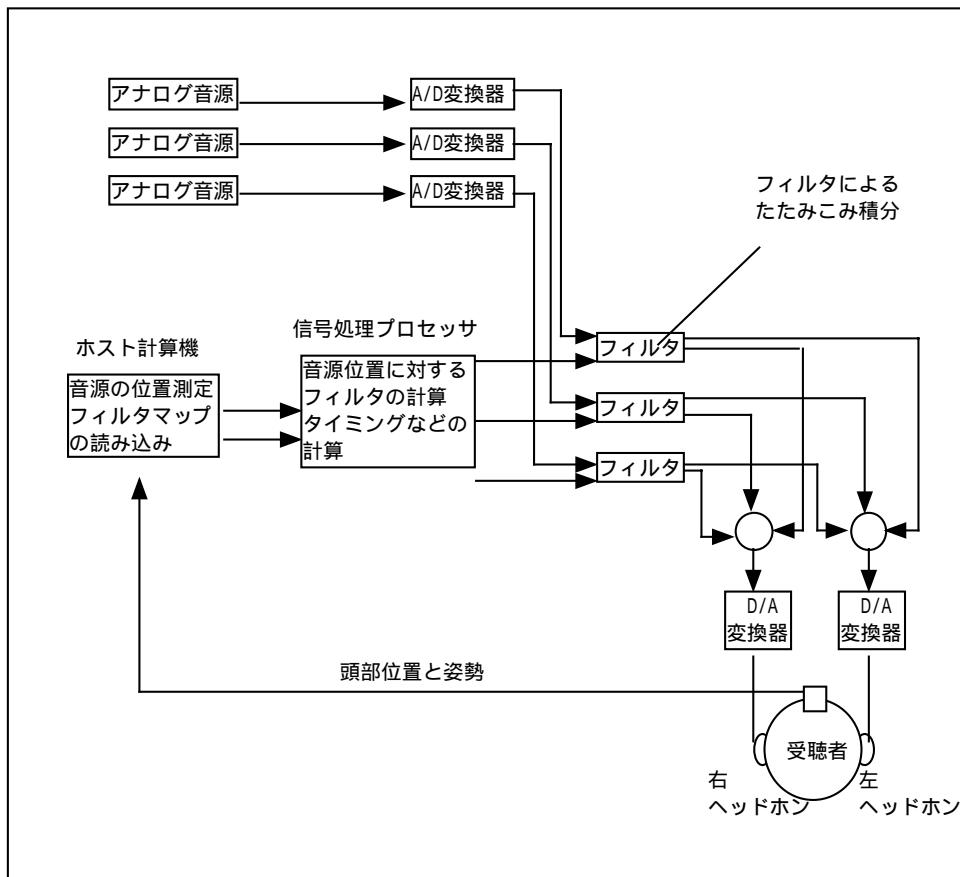 アナログ音源
A/D変換器
アナログ音源
A/D変換器
アナログ音源
A/D変換器
フィルタによる
たたみこみ積分
信号処理プロセッサ
ホスト計算機
フィルタ
音源位置に対する
フィルタの計算
タイミングなどの
計算
音源の位置測定
フィルタマップ
の読み込み
フィルタ
フィルタ
D/A
変換器
D/A
変換器
頭部位置と姿勢
受聴者
右
ヘッドホン
左
ヘッドホン